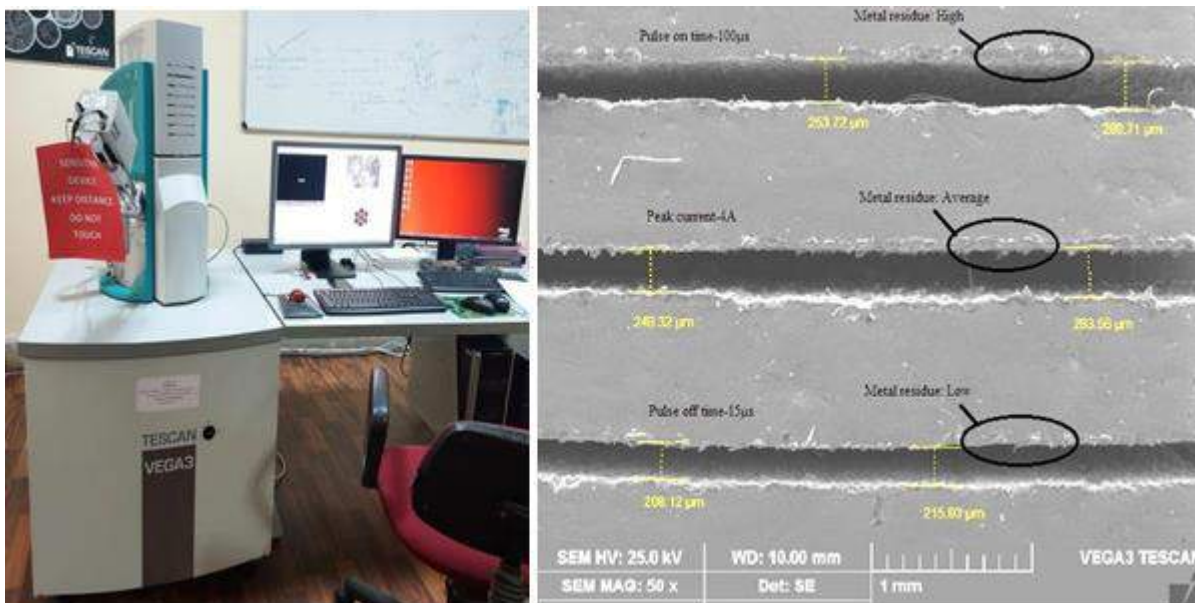 TESCAN
SENSITIVE
DEVICE
KEEP DISTANCE
DO NOT
TOUCH
TESCAN
VEGA3
Metal residue: High
Pulse on time-100µs
253.72 µm
280.71 µm
Metal residue: Average
Peak current-4A
249.32 µm
263.56 µm
Metal residue: Low
Pulse off time-15µs
208.12 µm
215.93 µm
SEM HV: 25.0 kV
WD: 10.00 mm
VEGA3 TESCAN
SEM MAG: 50 x
Det: SE
1 mm